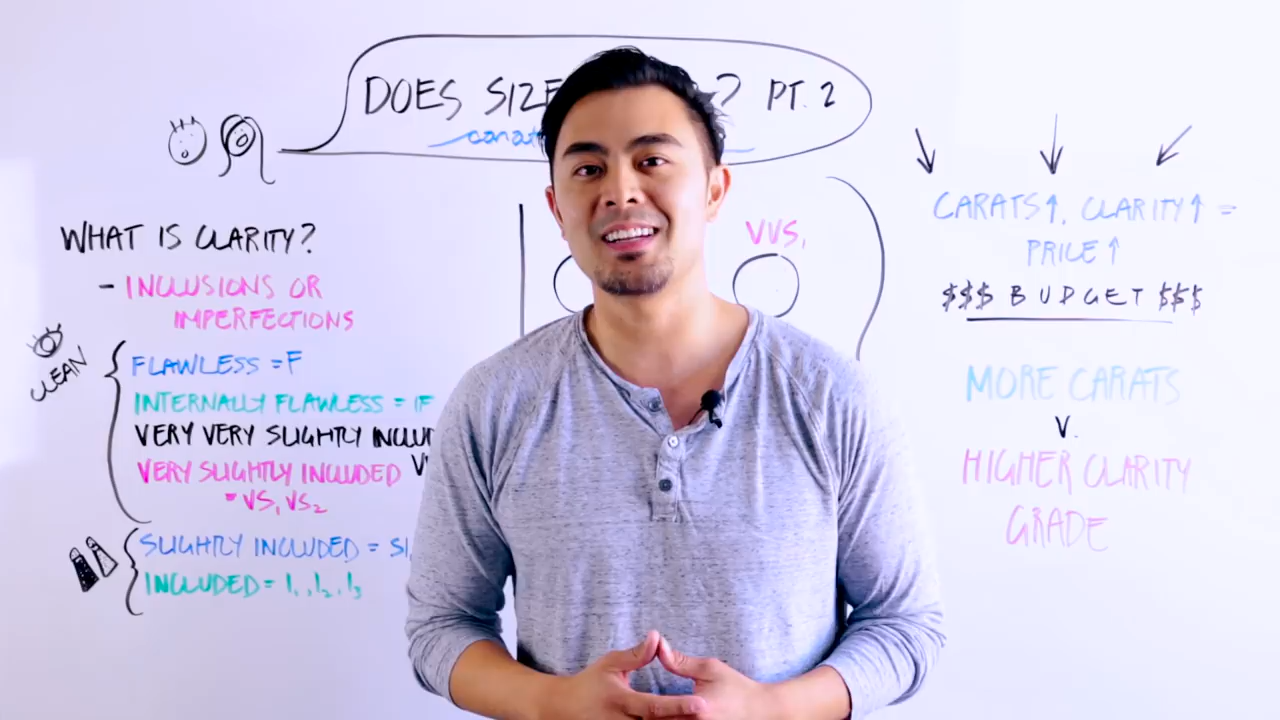 DOES SIZE ? PT. 2
WHAT IS CLARITY?
- INCLUSIONS OR
IMPERFECTIONS
CLEAN
FLAWLESS = F
INTERNALLY FLAWLESS = IF
VERY VERY SLIGHTLY
VERY SLIGHTLY INCLUDED
= VS₁ VS₂
SLIGHTLY INCLUDED = SI₁
INCLUDED = I₁, I₂, I₃
VVS₁
CARATS↑, CLARITY↑ =
PRICE↑
$$$ BUDGET $$$
MORE CARATS
V.
HIGHER CLARITY
GRADE